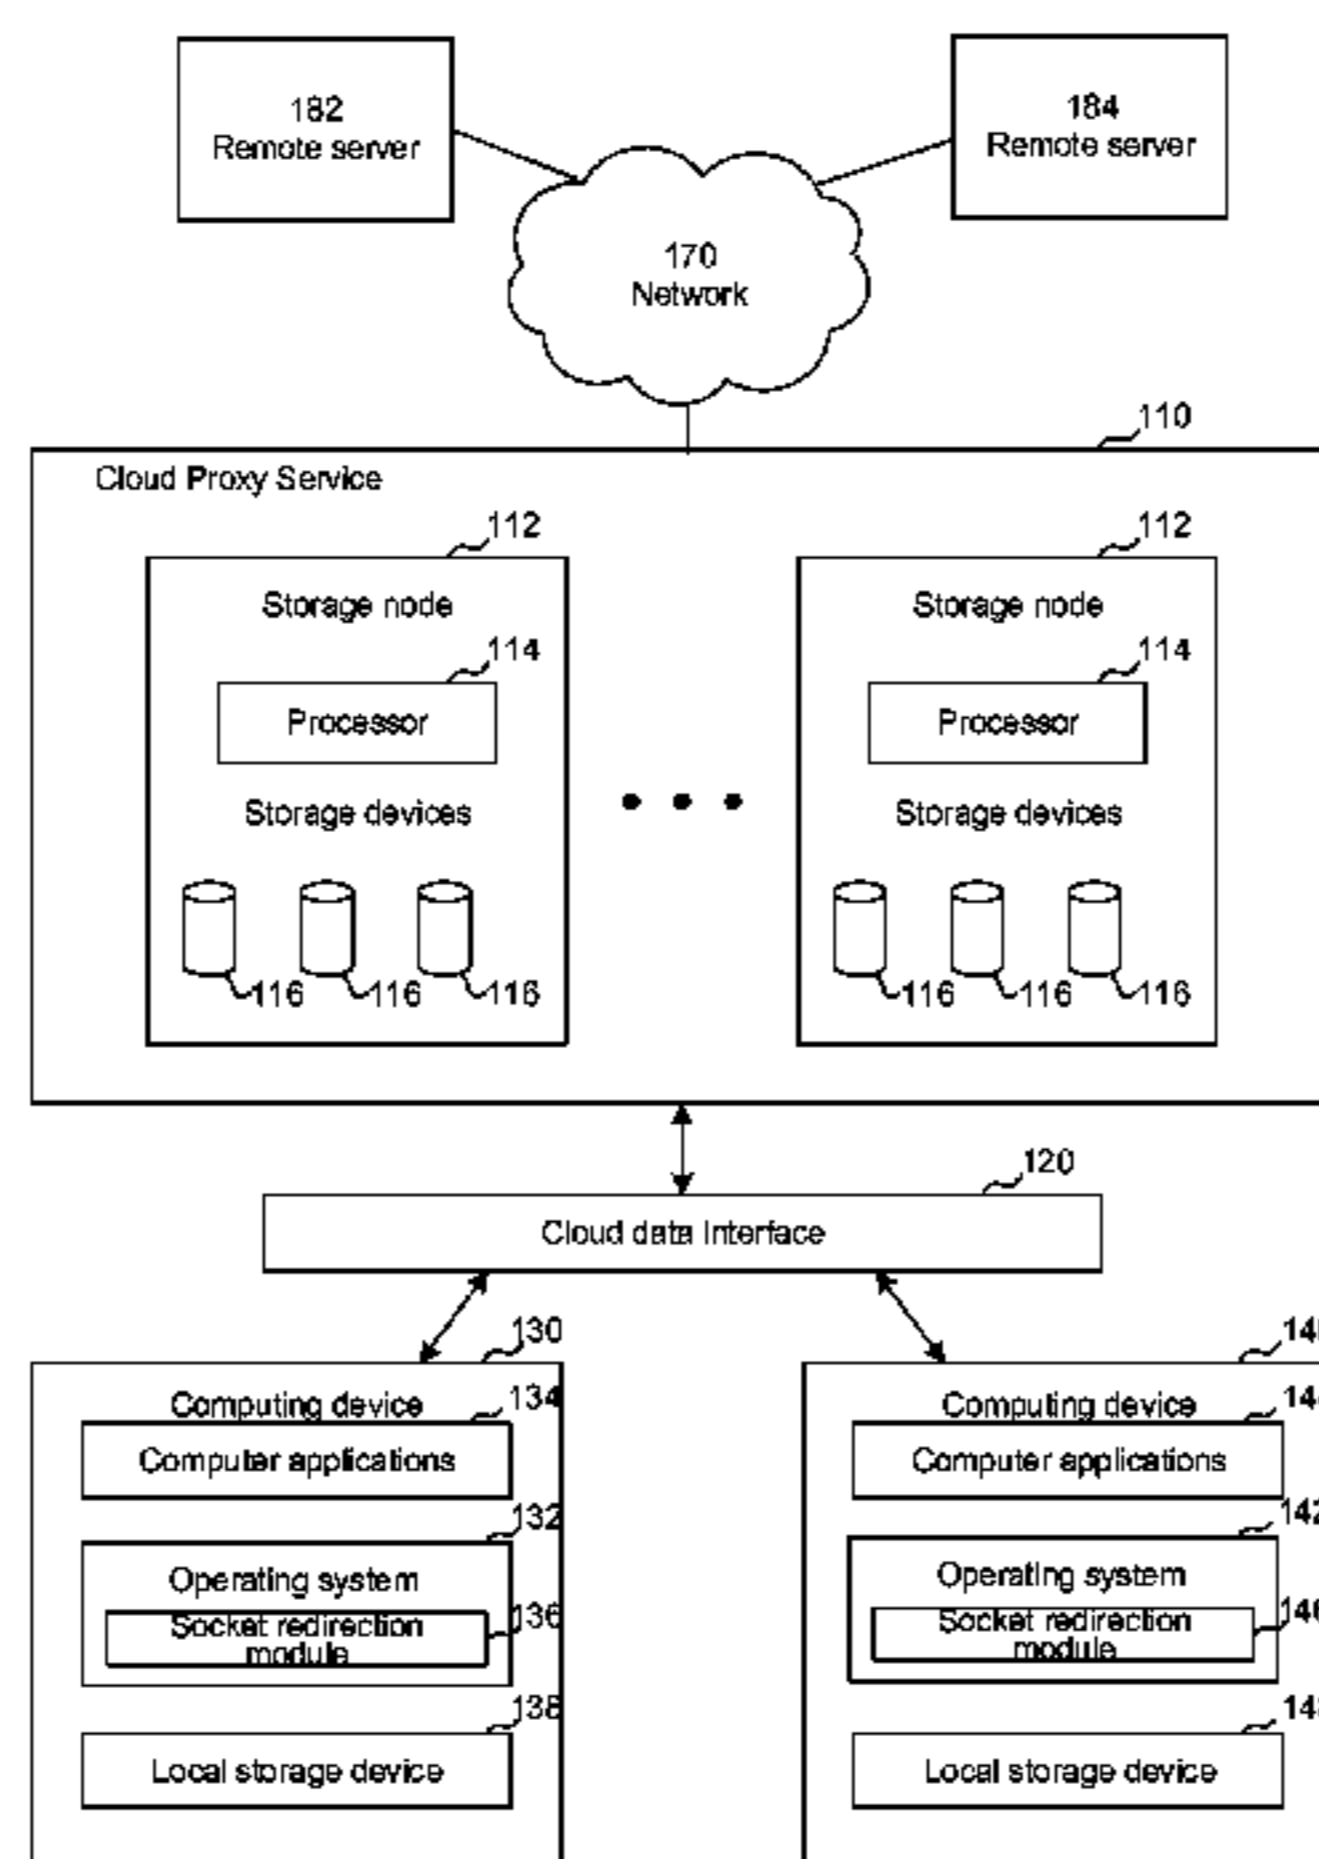 182
Remote server
184
Remote server
170
Network
110
Cloud Proxy Service
112
112
Storage node
Storage node
114
114
Processor
Processor
Storage devices
Storage devices
116 116 116
116 116 116
120
Cloud data Interface
130
Computing device
134
Computer applications
132
Operating system
136
Socket redirection
module
138
Local storage device
Computing device
Computer applications
142
Operating system
Socket redirection
module
Local storage device